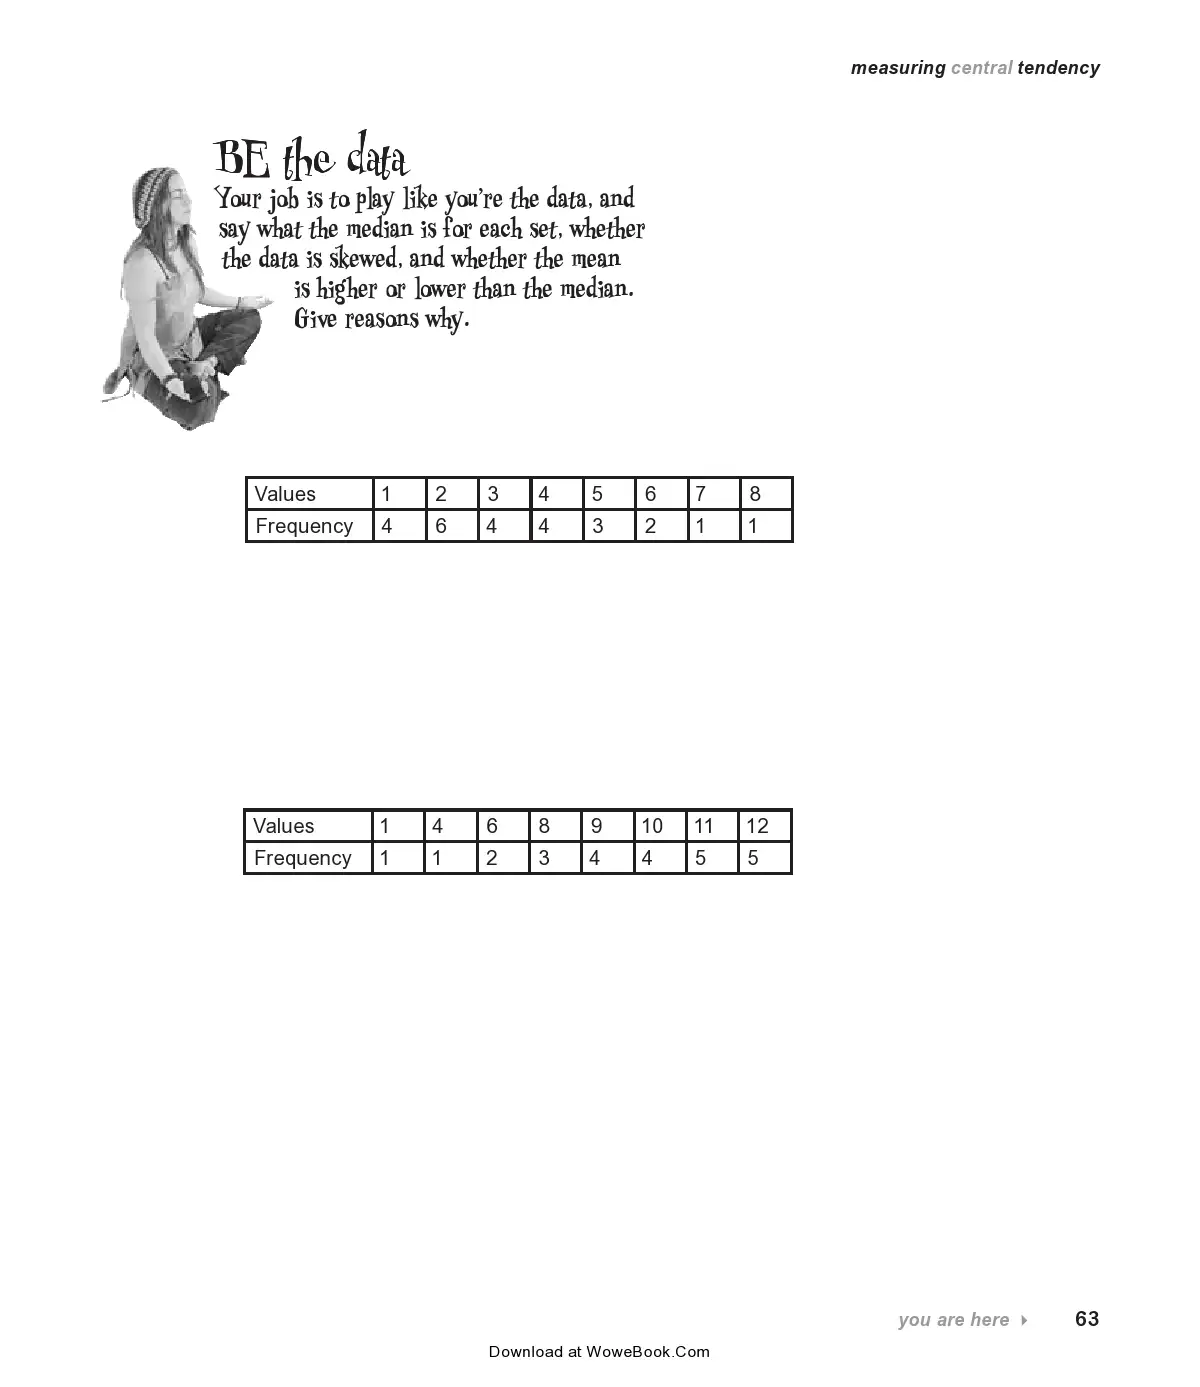 measuring central tendency
BE the data
Your job is to play like you're the data, and
say what the median is for each set, whether
the data is skewed, and whether the mean
is higher or lower than the median.
Give reasons why.
Values 1 2 3 4 5 6 7 8
Frequency 4 6 4 4 3 2 1 1
Values 1 4 6 8 9 10 11 12
Frequency 1 1 2 3 4 4 5 5
you are here 63
Download at WoweBook.Com